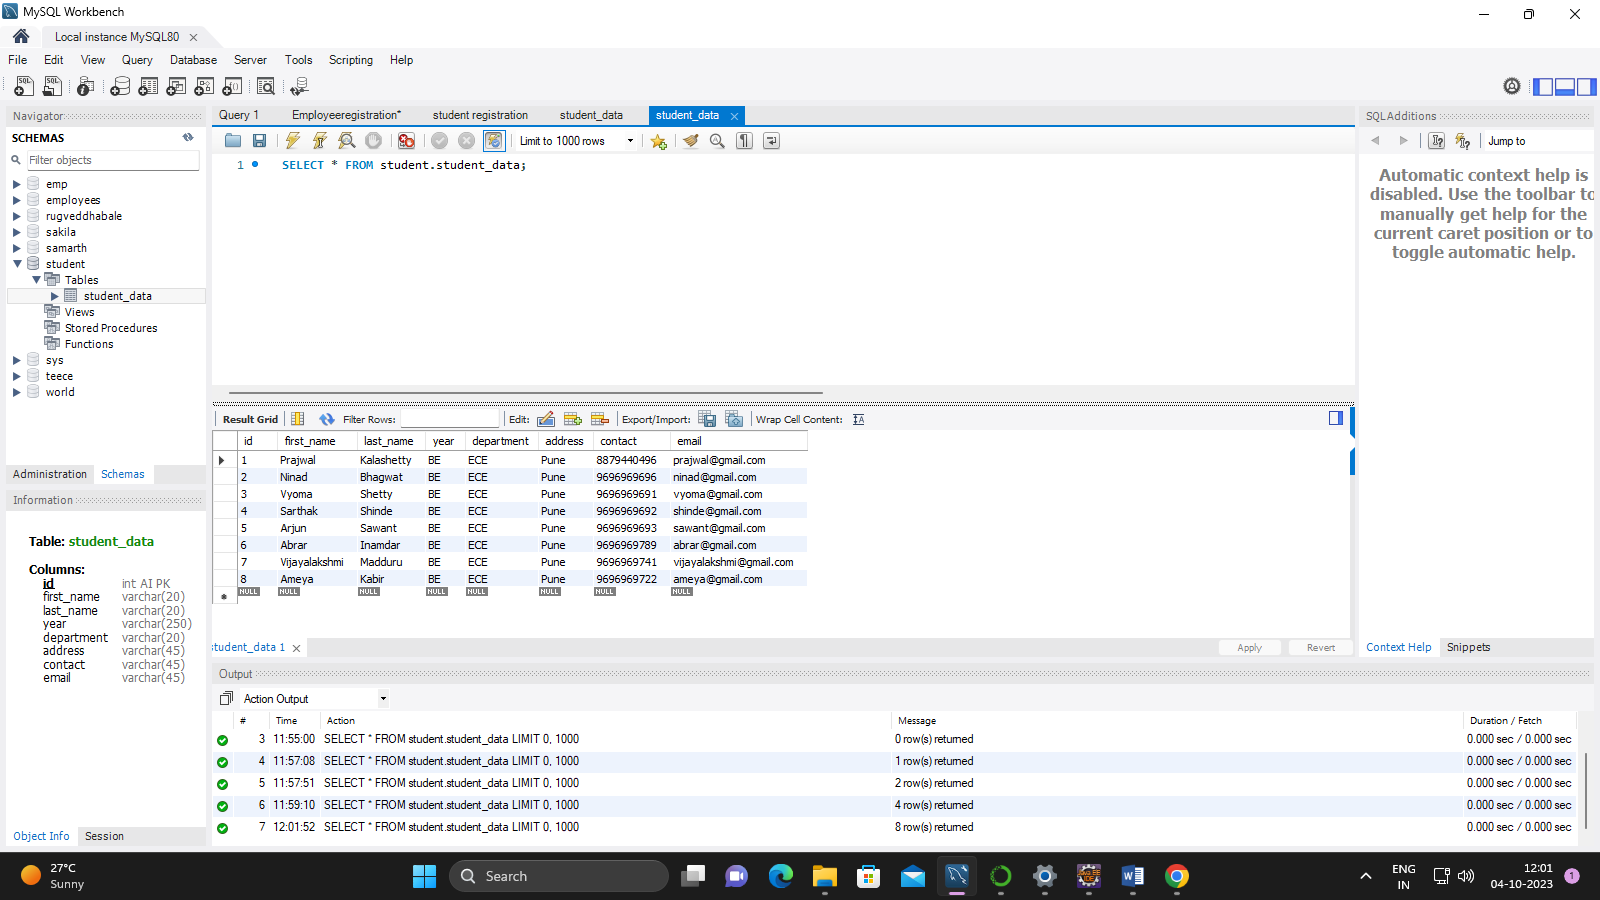 MySQL Workbench
Local instance MySQL80
File Edit View Query Database Server Tools Scripting Help
Navigator
SCHEMAS
Filter objects
emp
employees
rugveddhabale
sakila
samarth
student
Tables
student_data
Views
Stored Procedures
Functions
sys
teece
world
Administration Schemas
Information
Table: student_data
Columns:
id int AI PK
first_name varchar(20)
last_name varchar(20)
year varchar(250)
department varchar(20)
address varchar(45)
contact varchar(45)
email varchar(45)
Object Info Session
Query 1 Employeeregistration* student registration student_data student_data
Limit to 1000 rows
1 SELECT * FROM student.student_data;
Result Grid Filter Rows: Edit: Export/Import: Wrap Cell Content:
id first_name last_name year department address contact email
1 Prajwal Kalashetty BE ECE Pune 8879440496 prajwal@gmail.com
2 Ninad Bhagwat BE ECE Pune 9696969696 ninad@gmail.com
3 Vyoma Shetty BE ECE Pune 9696969691 vyoma@gmail.com
4 Sarthak Shinde BE ECE Pune 9696969692 shinde@gmail.com
5 Arjun Sawant BE ECE Pune 9696969693 sawant@gmail.com
6 Abrar Inamdar BE ECE Pune 9696969789 abrar@gmail.com
7 Vijayalakshmi Madduru BE ECE Pune 9696969741 vijayalakshmi@gmail.com
8 Ameya Kabir BE ECE Pune 9696969722 ameya@gmail.com
NULL NULL NULL NULL NULL NULL NULL NULL
student_data 1 Apply Revert
SQLAdditions
Jump to
Automatic context help is
disabled. Use the toolbar to
manually get help for the
current caret position or to
toggle automatic help.
Context Help Snippets
Output
Action Output
# Time Action Message Duration / Fetch
3 11:55:00 SELECT * FROM student.student_data LIMIT 0, 1000 0 row(s) returned 0.000 sec / 0.000 sec
4 11:57:08 SELECT * FROM student.student_data LIMIT 0, 1000 1 row(s) returned 0.000 sec / 0.000 sec
5 11:57:51 SELECT * FROM student.student_data LIMIT 0, 1000 2 row(s) returned 0.000 sec / 0.000 sec
6 11:59:10 SELECT * FROM student.student_data LIMIT 0, 1000 4 row(s) returned 0.000 sec / 0.000 sec
7 12:01:52 SELECT * FROM student.student_data LIMIT 0, 1000 8 row(s) returned 0.000 sec / 0.000 sec
27°C
Sunny
Search
ENG
IN
12:01
04-10-2023
1